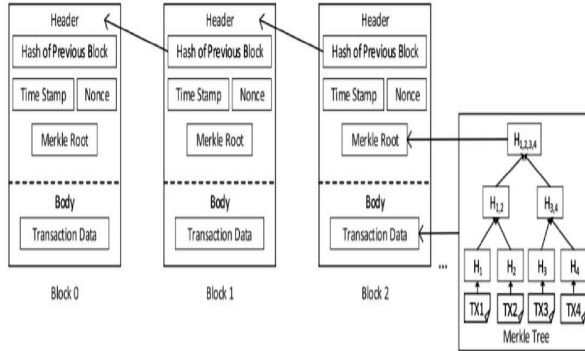 Header
Hash of Previous Block
Time Stamp
Nonce
Merkle Root
Body
Transaction Data
Block 0
Header
Hash of Previous Block
Time Stamp
Nonce
Merkle Root
Body
Transaction Data
Block 1
Header
Hash of Previous Block
Time Stamp
Nonce
Merkle Root
Body
Transaction Data
Block 2
...
H1,2,3,4
H1,2
H3,4
H1
H2
H3
H4
TX1
TX2
TX3
TX4
Merkle Tree